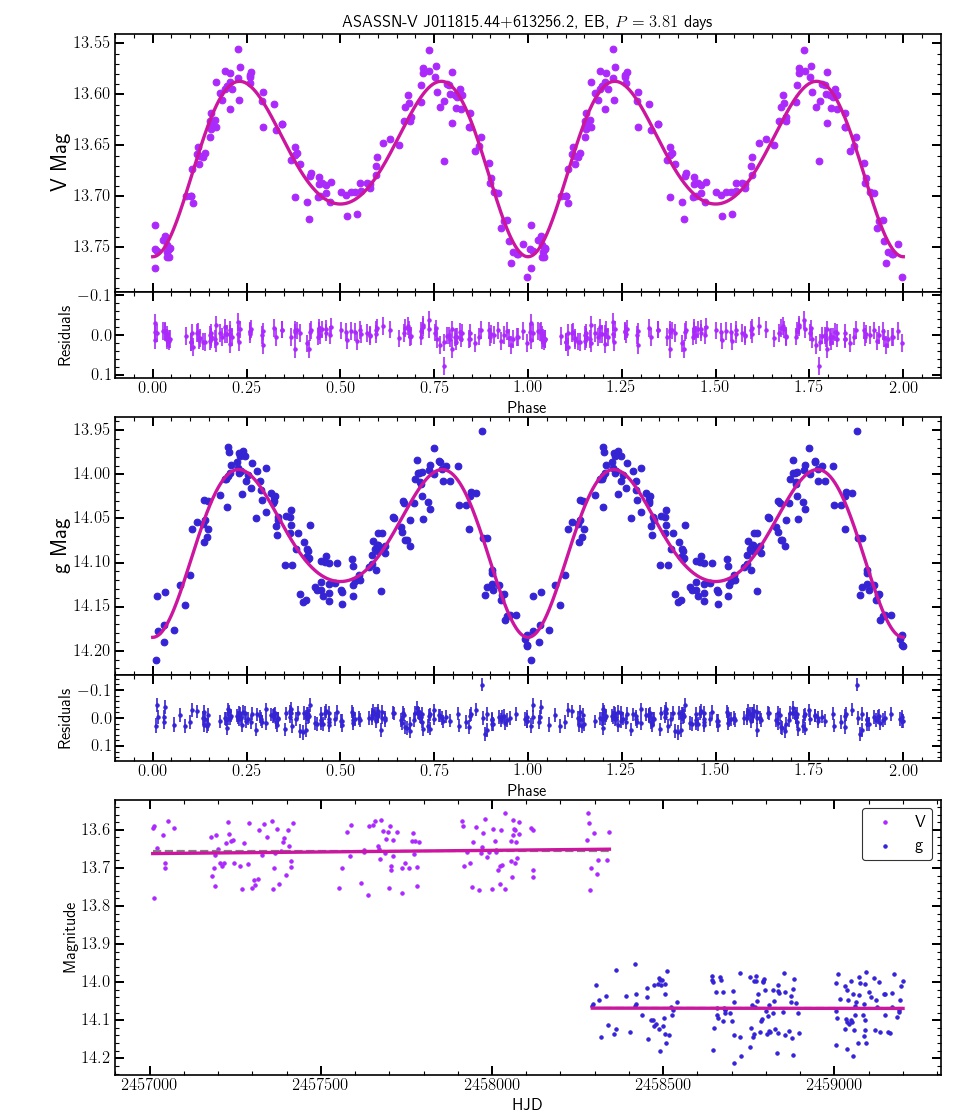 ASASSN-V J011815.44+613256.2, EB, P = 3.81 days
13.55
13.60
13.65
13.70
13.75
V Mag
−0.1
0.0
0.1
Residuals
0.00 0.25 0.50 0.75 1.00 1.25 1.50 1.75 2.00
Phase
13.95
14.00
14.05
14.10
14.15
14.20
g Mag
−0.1
0.0
0.1
Residuals
0.00 0.25 0.50 0.75 1.00 1.25 1.50 1.75 2.00
Phase
V
g
13.6
13.7
13.8
13.9
14.0
14.1
14.2
Magnitude
2457000 2457500 2458000 2458500 2459000
HJD